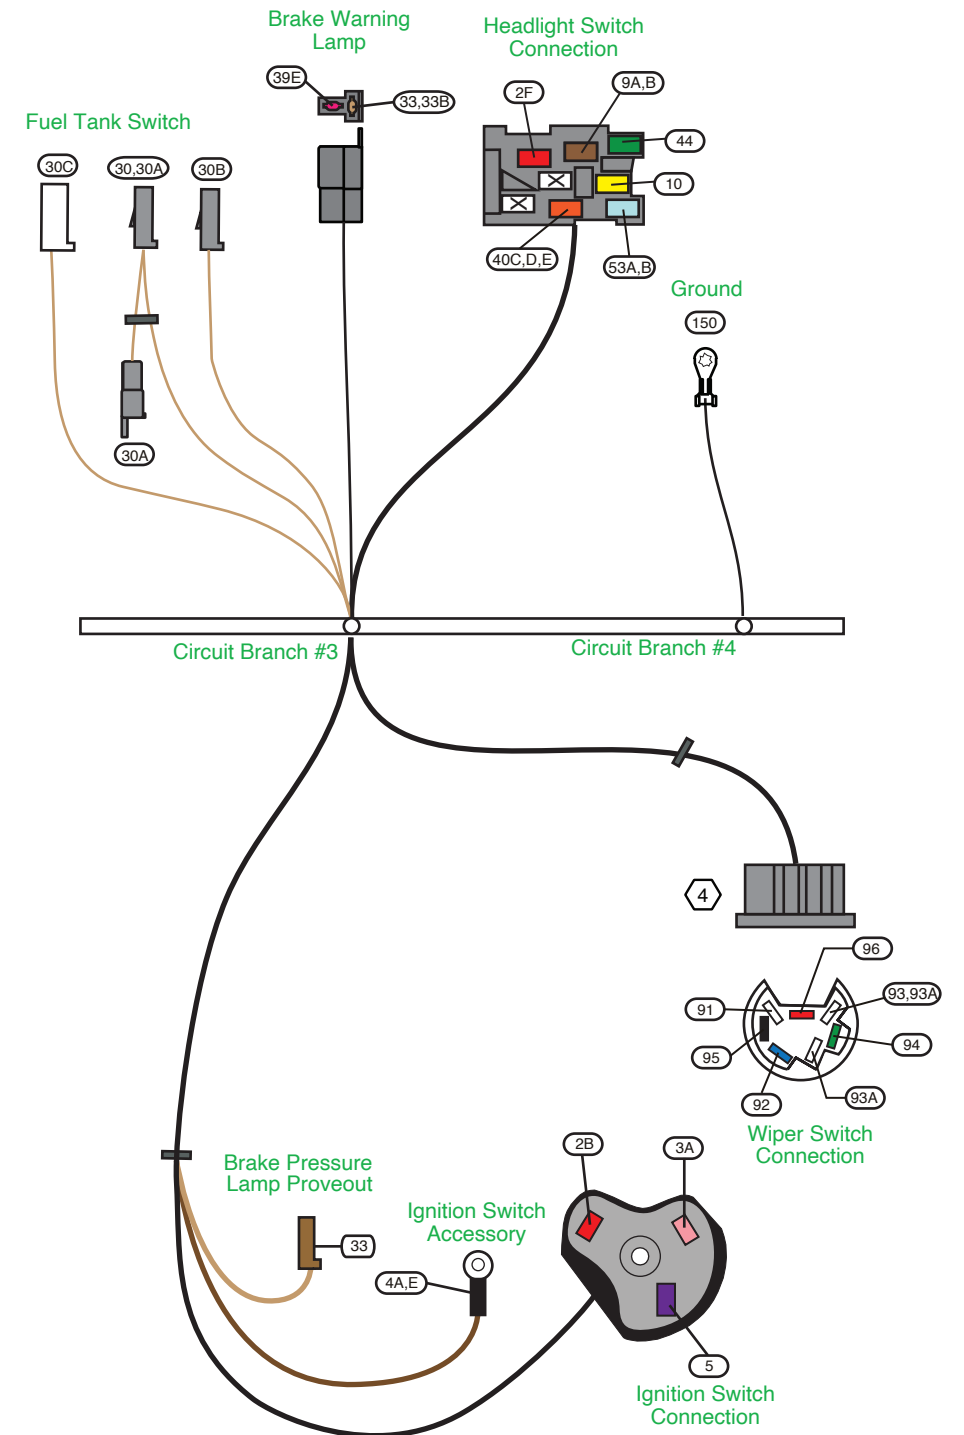 Brake Warning
Lamp
Headlight Switch
Connection
39E
33,33B
2F
9A,B
44
10
40C,D,E
53A,B
Fuel Tank Switch
30C
30,30A
30B
30A
Ground
150
Circuit Branch #3
Circuit Branch #4
4
96
93,93A
91
94
95
92
93A
Wiper Switch
Connection
Brake Pressure
Lamp Proveout
33
Ignition Switch
Accessory
4A,E
2B
3A
5
Ignition Switch
Connection